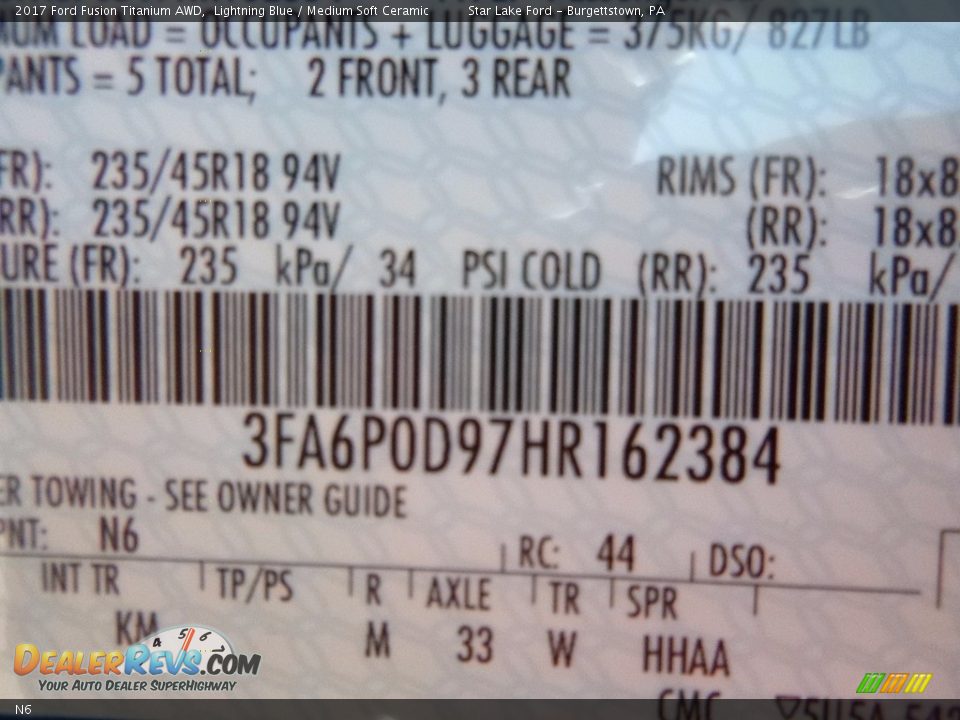 2017 Ford Fusion Titanium AWD, Lightning Blue / Medium Soft Ceramic Star Lake Ford - Burgettstown, PA
LOAD = OCCUPANTS + LUGGAGE = 375KG/ 827LB
PANTS = 5 TOTAL; 2 FRONT, 3 REAR
FR): 235/45R18 94V RIMS (FR): 18x8
RR): 235/45R18 94V (RR): 18x8
URE (FR): 235 kPa/ 34 PSI COLD (RR): 235 kPa/
3FA6P0D97HR162384
ER TOWING - SEE OWNER GUIDE
PNT: N6
RC: 44 DSO:
INT TR TP/PS R AXLE TR SPR
KM M 33 W HHAA
4 5 6
DEALERREVS.COM
YOUR AUTO DEALER SUPERHIGHWAY
N6